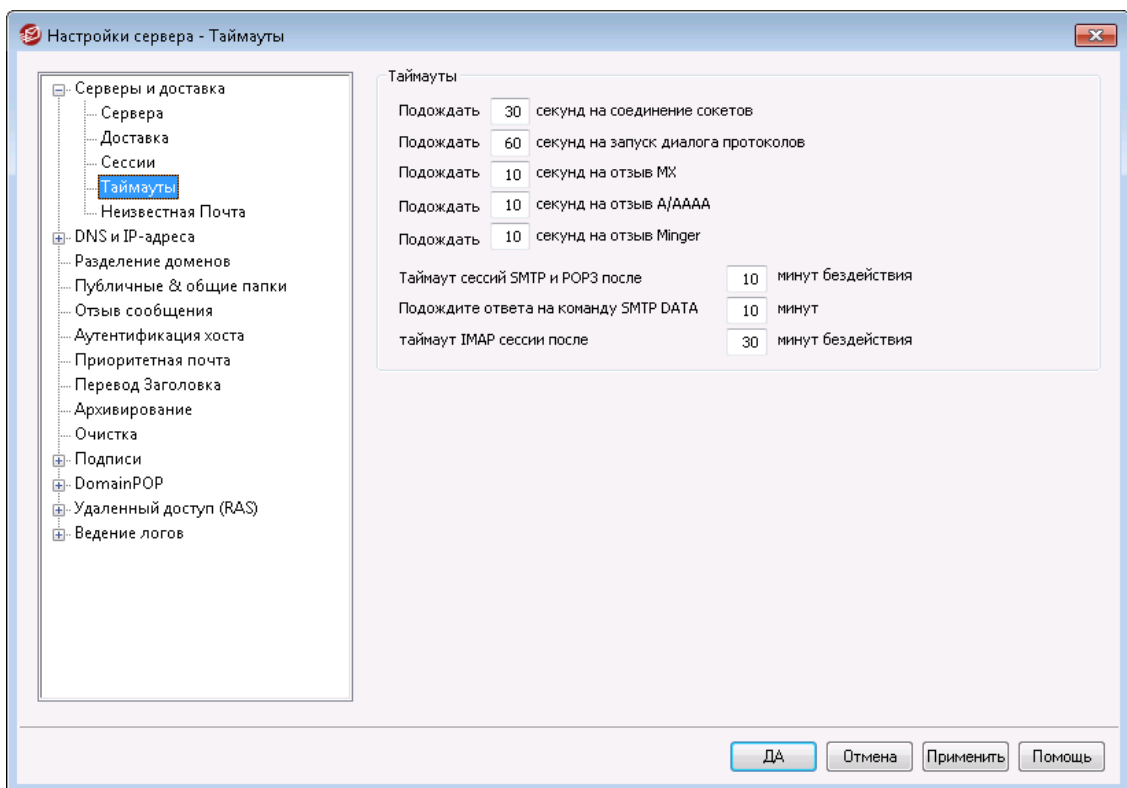 Настройки сервера - Таймауты
Серверы и доставка
Сервера
Доставка
Сессии
Таймауты
Неизвестная Почта
DNS и IP-адреса
Разделение доменов
Публичные & общие папки
Отзыв сообщения
Аутентификация хоста
Приоритетная почта
Перевод Заголовка
Архивирование
Очистка
Подписи
DomainPOP
Удаленный доступ (RAS)
Ведение логов
Таймауты
Подождать 30 секунд на соединение сокетов
Подождать 60 секунд на запуск диалога протоколов
Подождать 10 секунд на отзыв MX
Подождать 10 секунд на отзыв A/AAAA
Подождать 10 секунд на отзыв Minger
Таймаут сессий SMTP и POP3 после 10 минут бездействия
Подождите ответа на команду SMTP DATA 10 минут
таймаут IMAP сессии после 30 минут бездействия
ДА Отмена Применить Помощь